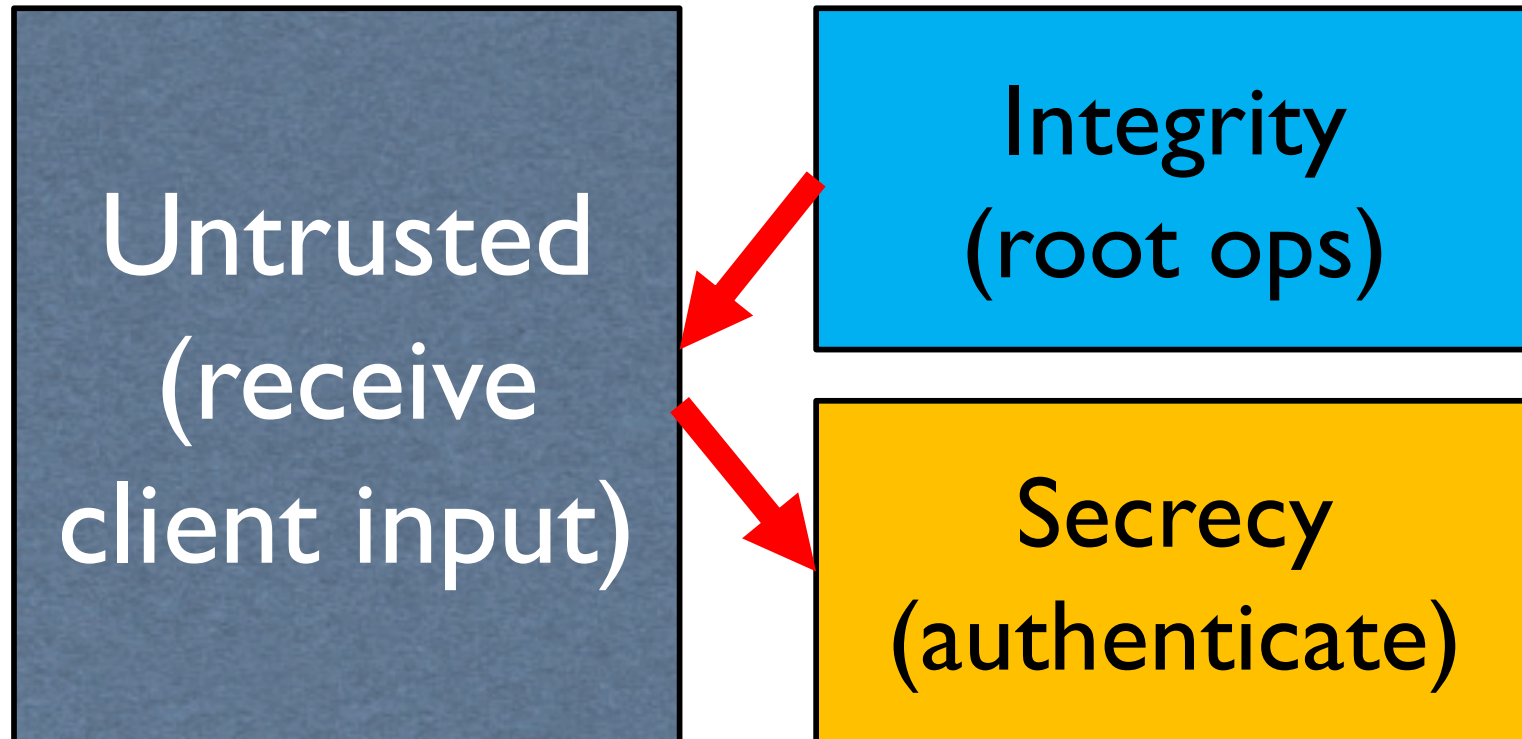 Untrusted
(receive
client input)
Integrity
(root ops)
Secrecy
(authenticate)